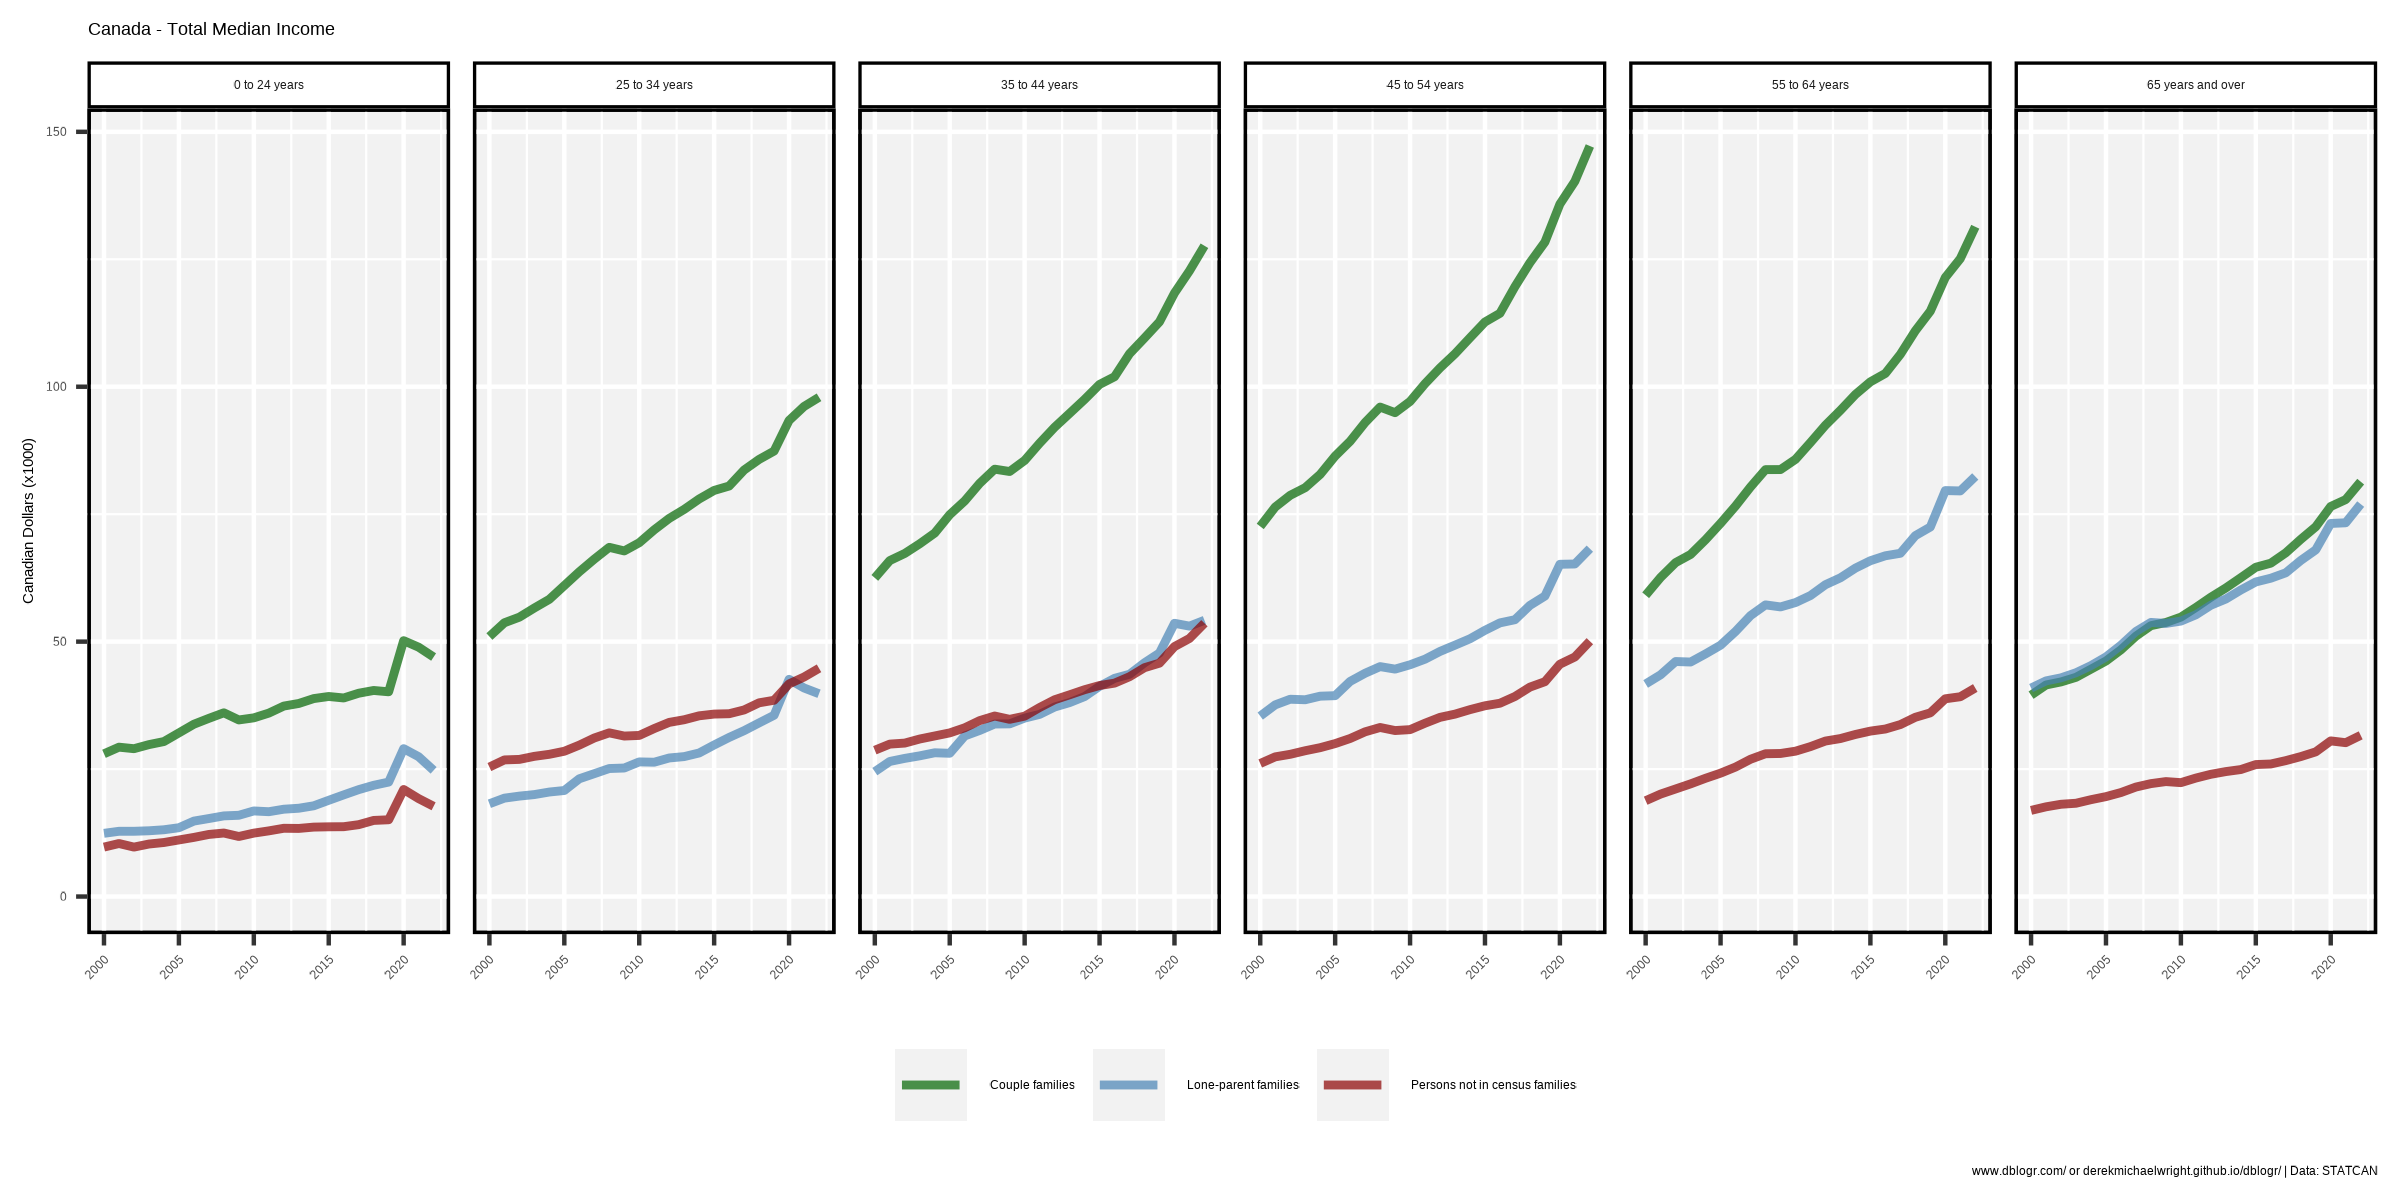 Canada - Total Median Income
0 to 24 years
25 to 34 years
35 to 44 years
45 to 54 years
55 to 64 years
65 years and over
Canadian Dollars (x1000)
150
100
50
0
2000 2005 2010 2015 2020
2000 2005 2010 2015 2020
2000 2005 2010 2015 2020
2000 2005 2010 2015 2020
2000 2005 2010 2015 2020
2000 2005 2010 2015 2020
Couple families
Lone-parent families
Persons not in census families
www.dblogr.com/ or derekmichaelwright.github.io/dblogr/ | Data: STATCAN